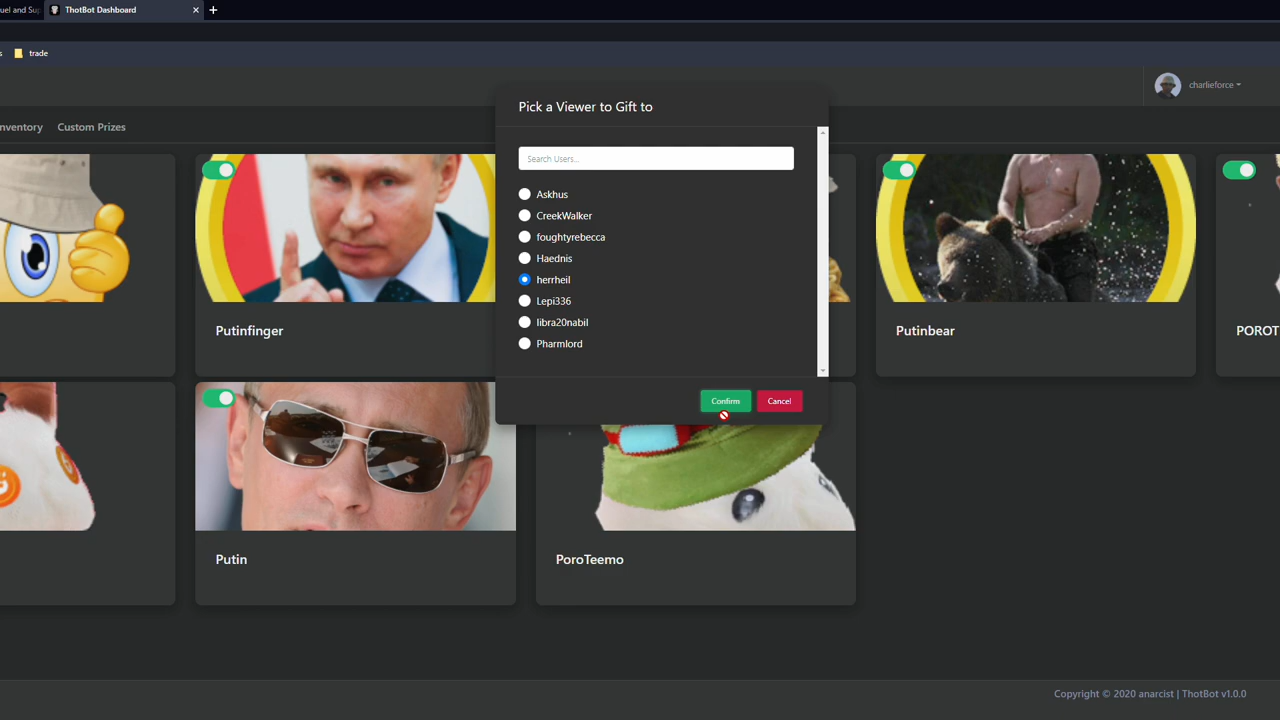 uel and Su
ThotBot Dashboard
trade
charlieforce
nventory
Custom Prizes
Pick a Viewer to Gift to
Search Users...
Askhus
CreekWalker
foughtyrebecca
Haednis
herrheil
Lepi336
libra20nabil
Pharmlord
Confirm
Cancel
Putinfinger
Putinbear
POROT
Putin
PoroTeemo
Copyright © 2020 anarcist | ThotBot v1.0.0